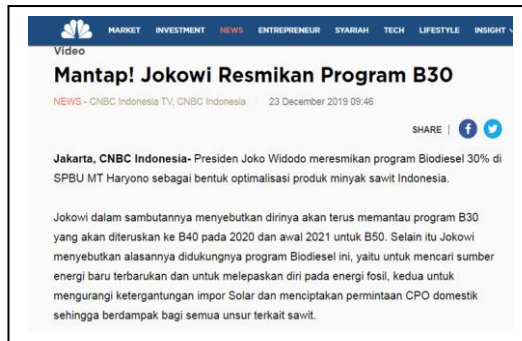 MARKET INVESTMENT NEWS ENTREPRENEUR SYARIAH TECH LIFESTYLE INSIGHT
Video
Mantap! Jokowi Resmikan Program B30
NEWS - CNBC Indonesia TV, CNBC Indonesia 23 December 2019 09:46
SHARE |
Jakarta, CNBC Indonesia- Presiden Joko Widodo meresmikan program Biodiesel 30% di
SPBU MT Haryono sebagai bentuk optimalisasi produk minyak sawit Indonesia.
Jokowi dalam sambutannya menyebutkan dirinya akan terus memantau program B30
yang akan diteruskan ke B40 pada 2020 dan awal 2021 untuk B50. Selain itu Jokowi
menyebutkan alasannya didukungnya program Biodiesel ini, yaitu untuk mencari sumber
energi baru terbarukan dan untuk melepaskan diri pada energi fosil, kedua untuk
mengurangi ketergantungan impor Solar dan menciptakan permintaan CPO domestik
sehingga berdampak bagi semua unsur terkait sawit.